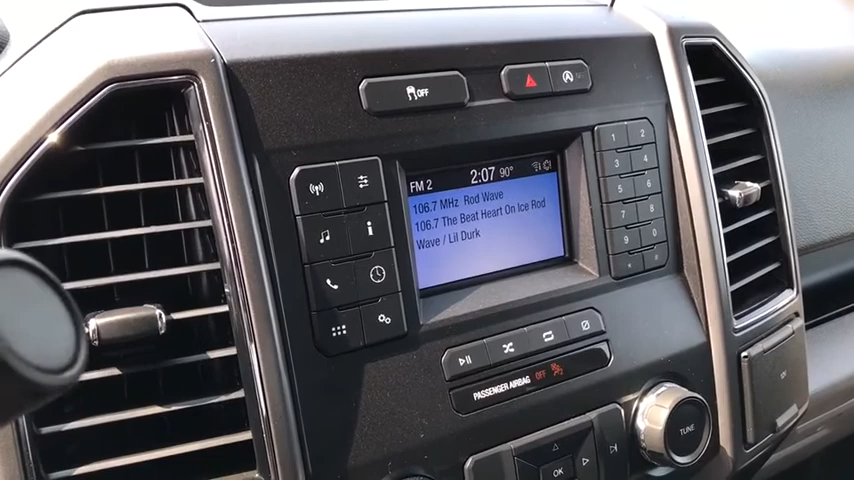 OFF
FM 2 2:07 90°
106.7 MHz Rod Wave
106.7 The Beat Heart On Ice Rod
Wave / Lil Durk
1 2
3 4
5 6
7 8
9 0
PASSENGER AIRBAG OFF
TUNE
OK